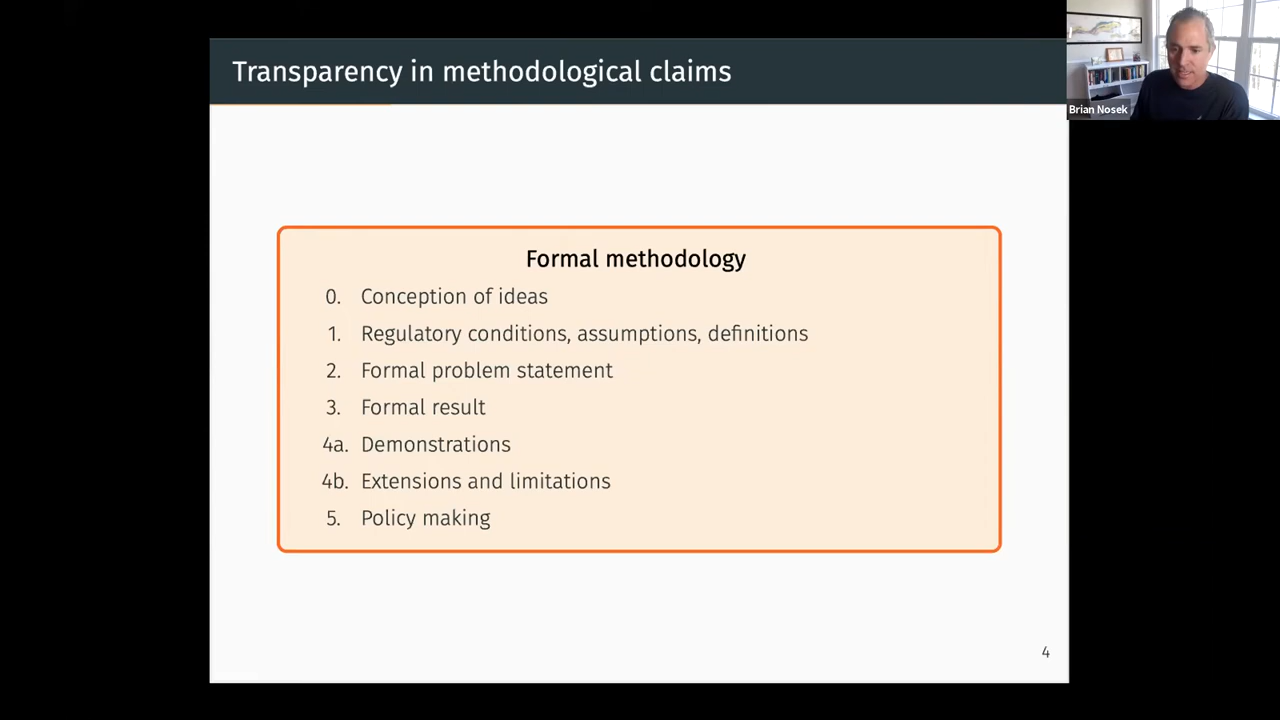 Transparency in methodological claims
Brian Nosek
Formal methodology
0. Conception of ideas
1. Regulatory conditions, assumptions, definitions
2. Formal problem statement
3. Formal result
4a. Demonstrations
4b. Extensions and limitations
5. Policy making
4